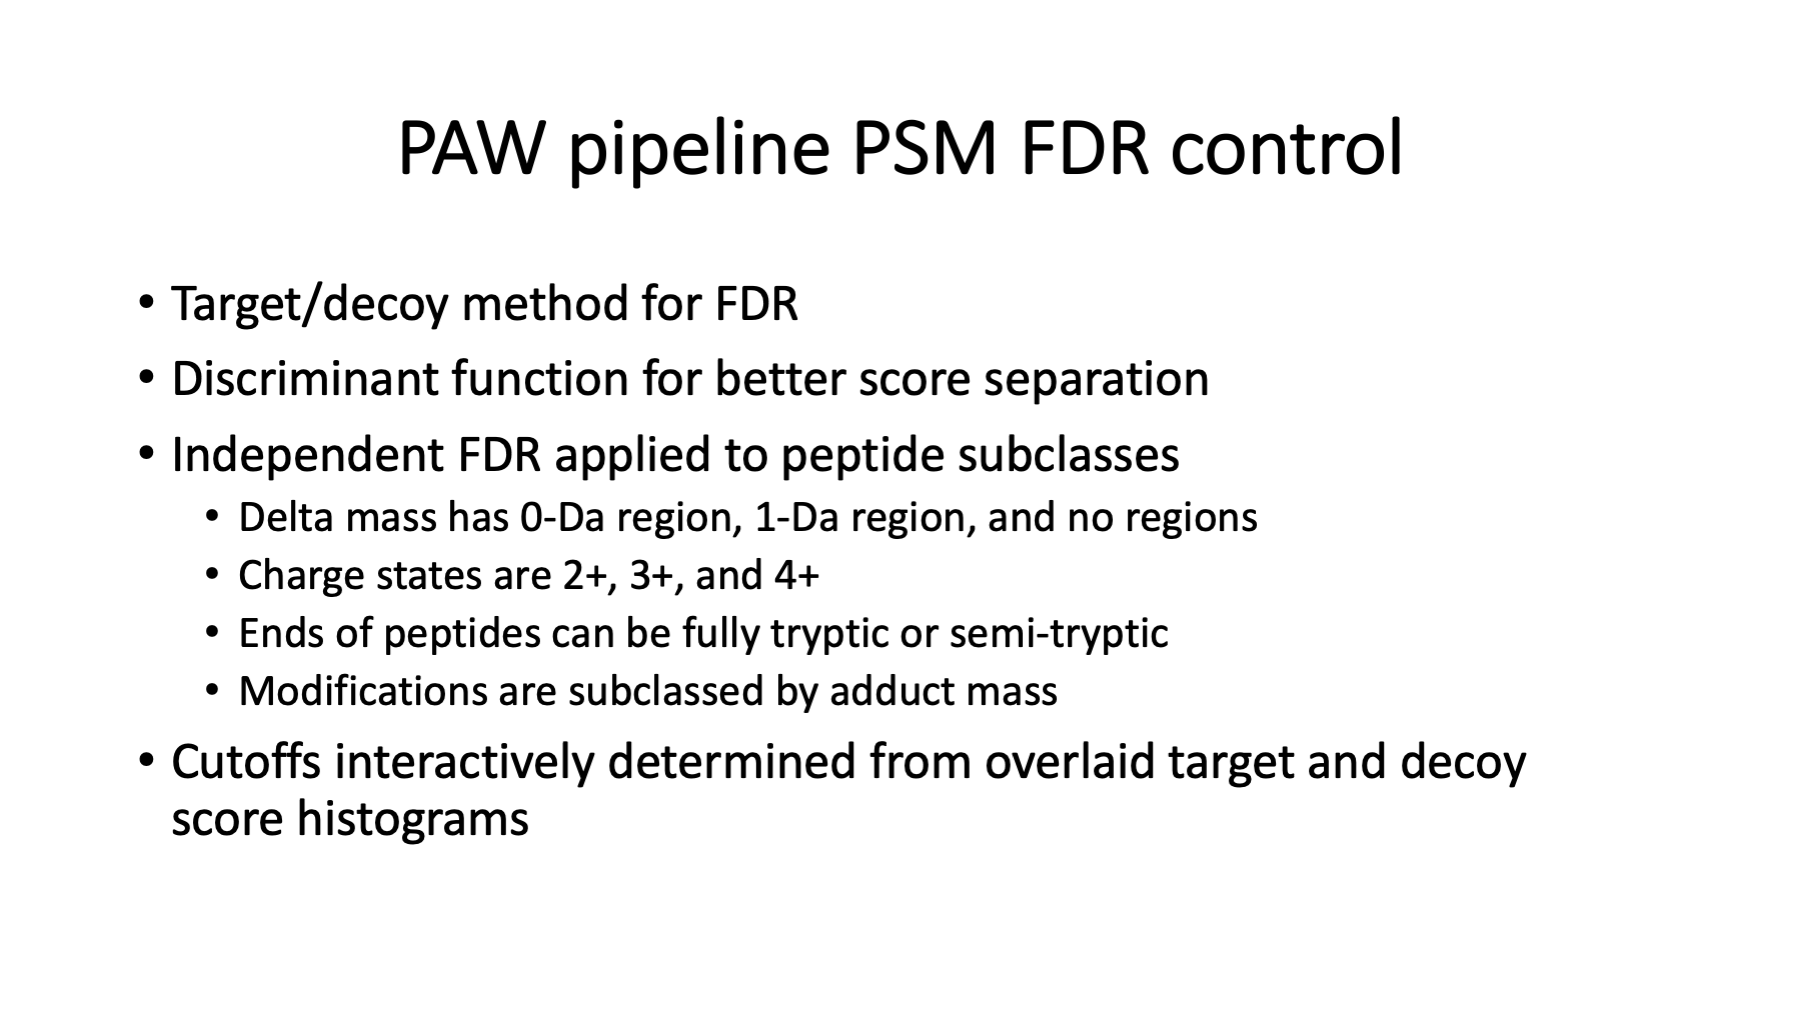 PAW pipeline PSM FDR control
• Target/decoy method for FDR
• Discriminant function for better score separation
• Independent FDR applied to peptide subclasses
• Delta mass has 0-Da region, 1-Da region, and no regions
• Charge states are 2+, 3+, and 4+
• Ends of peptides can be fully tryptic or semi-tryptic
• Modifications are subclassed by adduct mass
• Cutoffs interactively determined from overlaid target and decoy
score histograms